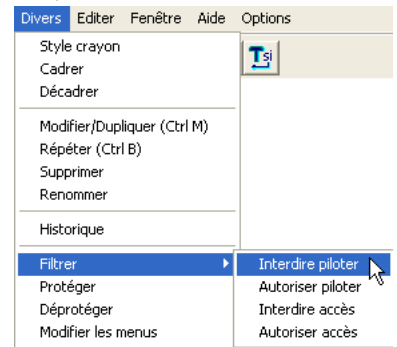 Divers Editer Fenêtre Aide Options
Style crayon
Cadrer
Décadrer
Tsi
Modifier/Dupliquer (Ctrl M)
Répéter (Ctrl B)
Supprimer
Renommer
Historique
Filtrer
Interdire piloter
Protéger
Autoriser piloter
Déprotéger
Interdire accès
Modifier les menus
Autoriser accès